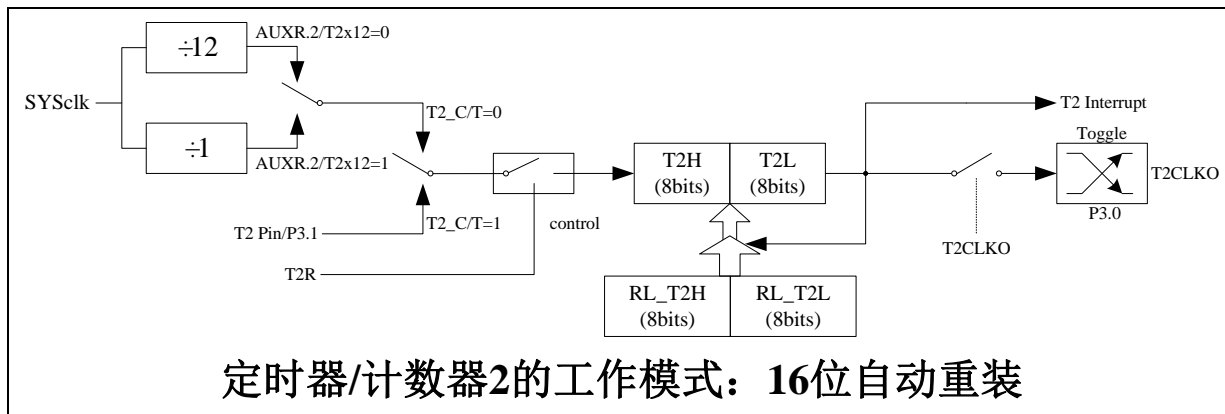 ÷12
AUXR.2/T2x12=0
SYSclk
T2_C/T=0
÷1
AUXR.2/T2x12=1
T2 Pin/P3.1
T2_C/T=1
control
T2R
T2H
(8bits)
T2L
(8bits)
T2 Interrupt
Toggle
T2CLKO
P3.0
T2CLKO
RL_T2H
(8bits)
RL_T2L
(8bits)
定时器/计数器2的工作模式：16位自动重装